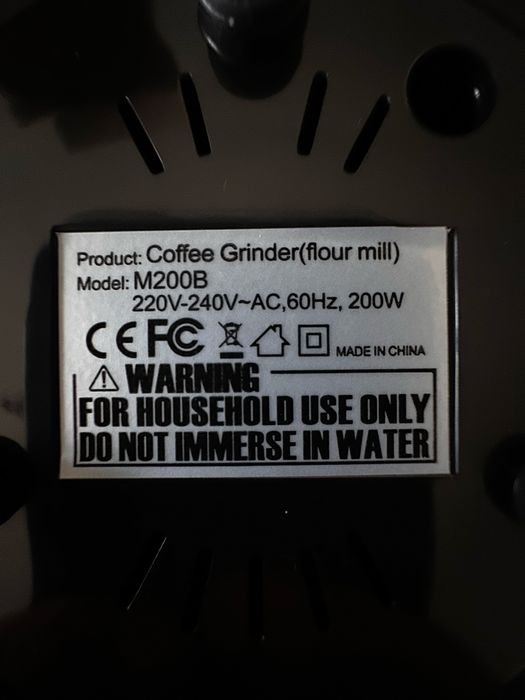 Product: Coffee Grinder(flour mill)
Model: M200B
220V-240V~AC,60Hz, 200W
CE FC MADE IN CHINA
WARNING
FOR HOUSEHOLD USE ONLY
DO NOT IMMERSE IN WATER